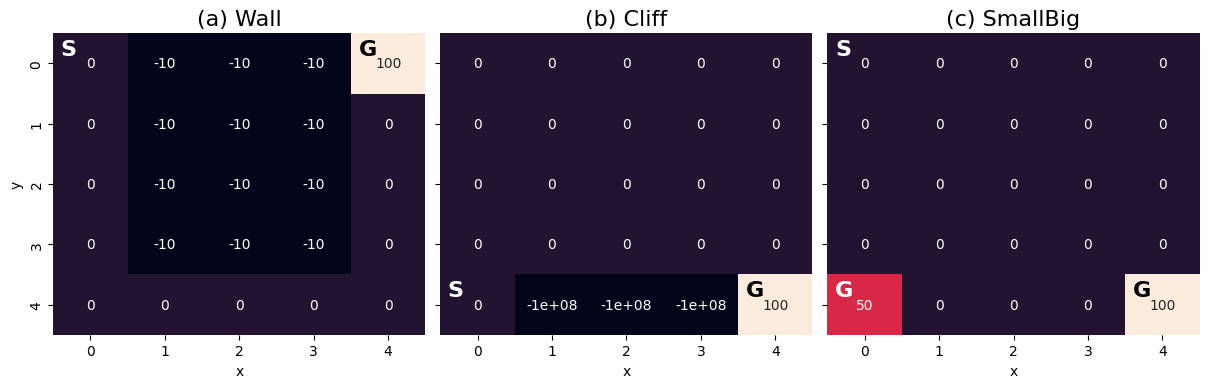 (a) Wall (b) Cliff (c) SmallBig
S G S
0 0 -10 -10 -10 100 0 0 0 0 0 0 0 0 0 0
1 0 -10 -10 -10 0 0 0 0 0 0 0 0 0 0 0
y
2 0 -10 -10 -10 0 0 0 0 0 0 0 0 0 0 0
3 0 -10 -10 -10 0 0 0 0 0 0 0 0 0 0 0
S G G G
4 0 0 0 0 0 0 -1e+08 -1e+08 -1e+08 100 50 0 0 0 100
0 1 2 3 4 0 1 2 3 4 0 1 2 3 4
x x x